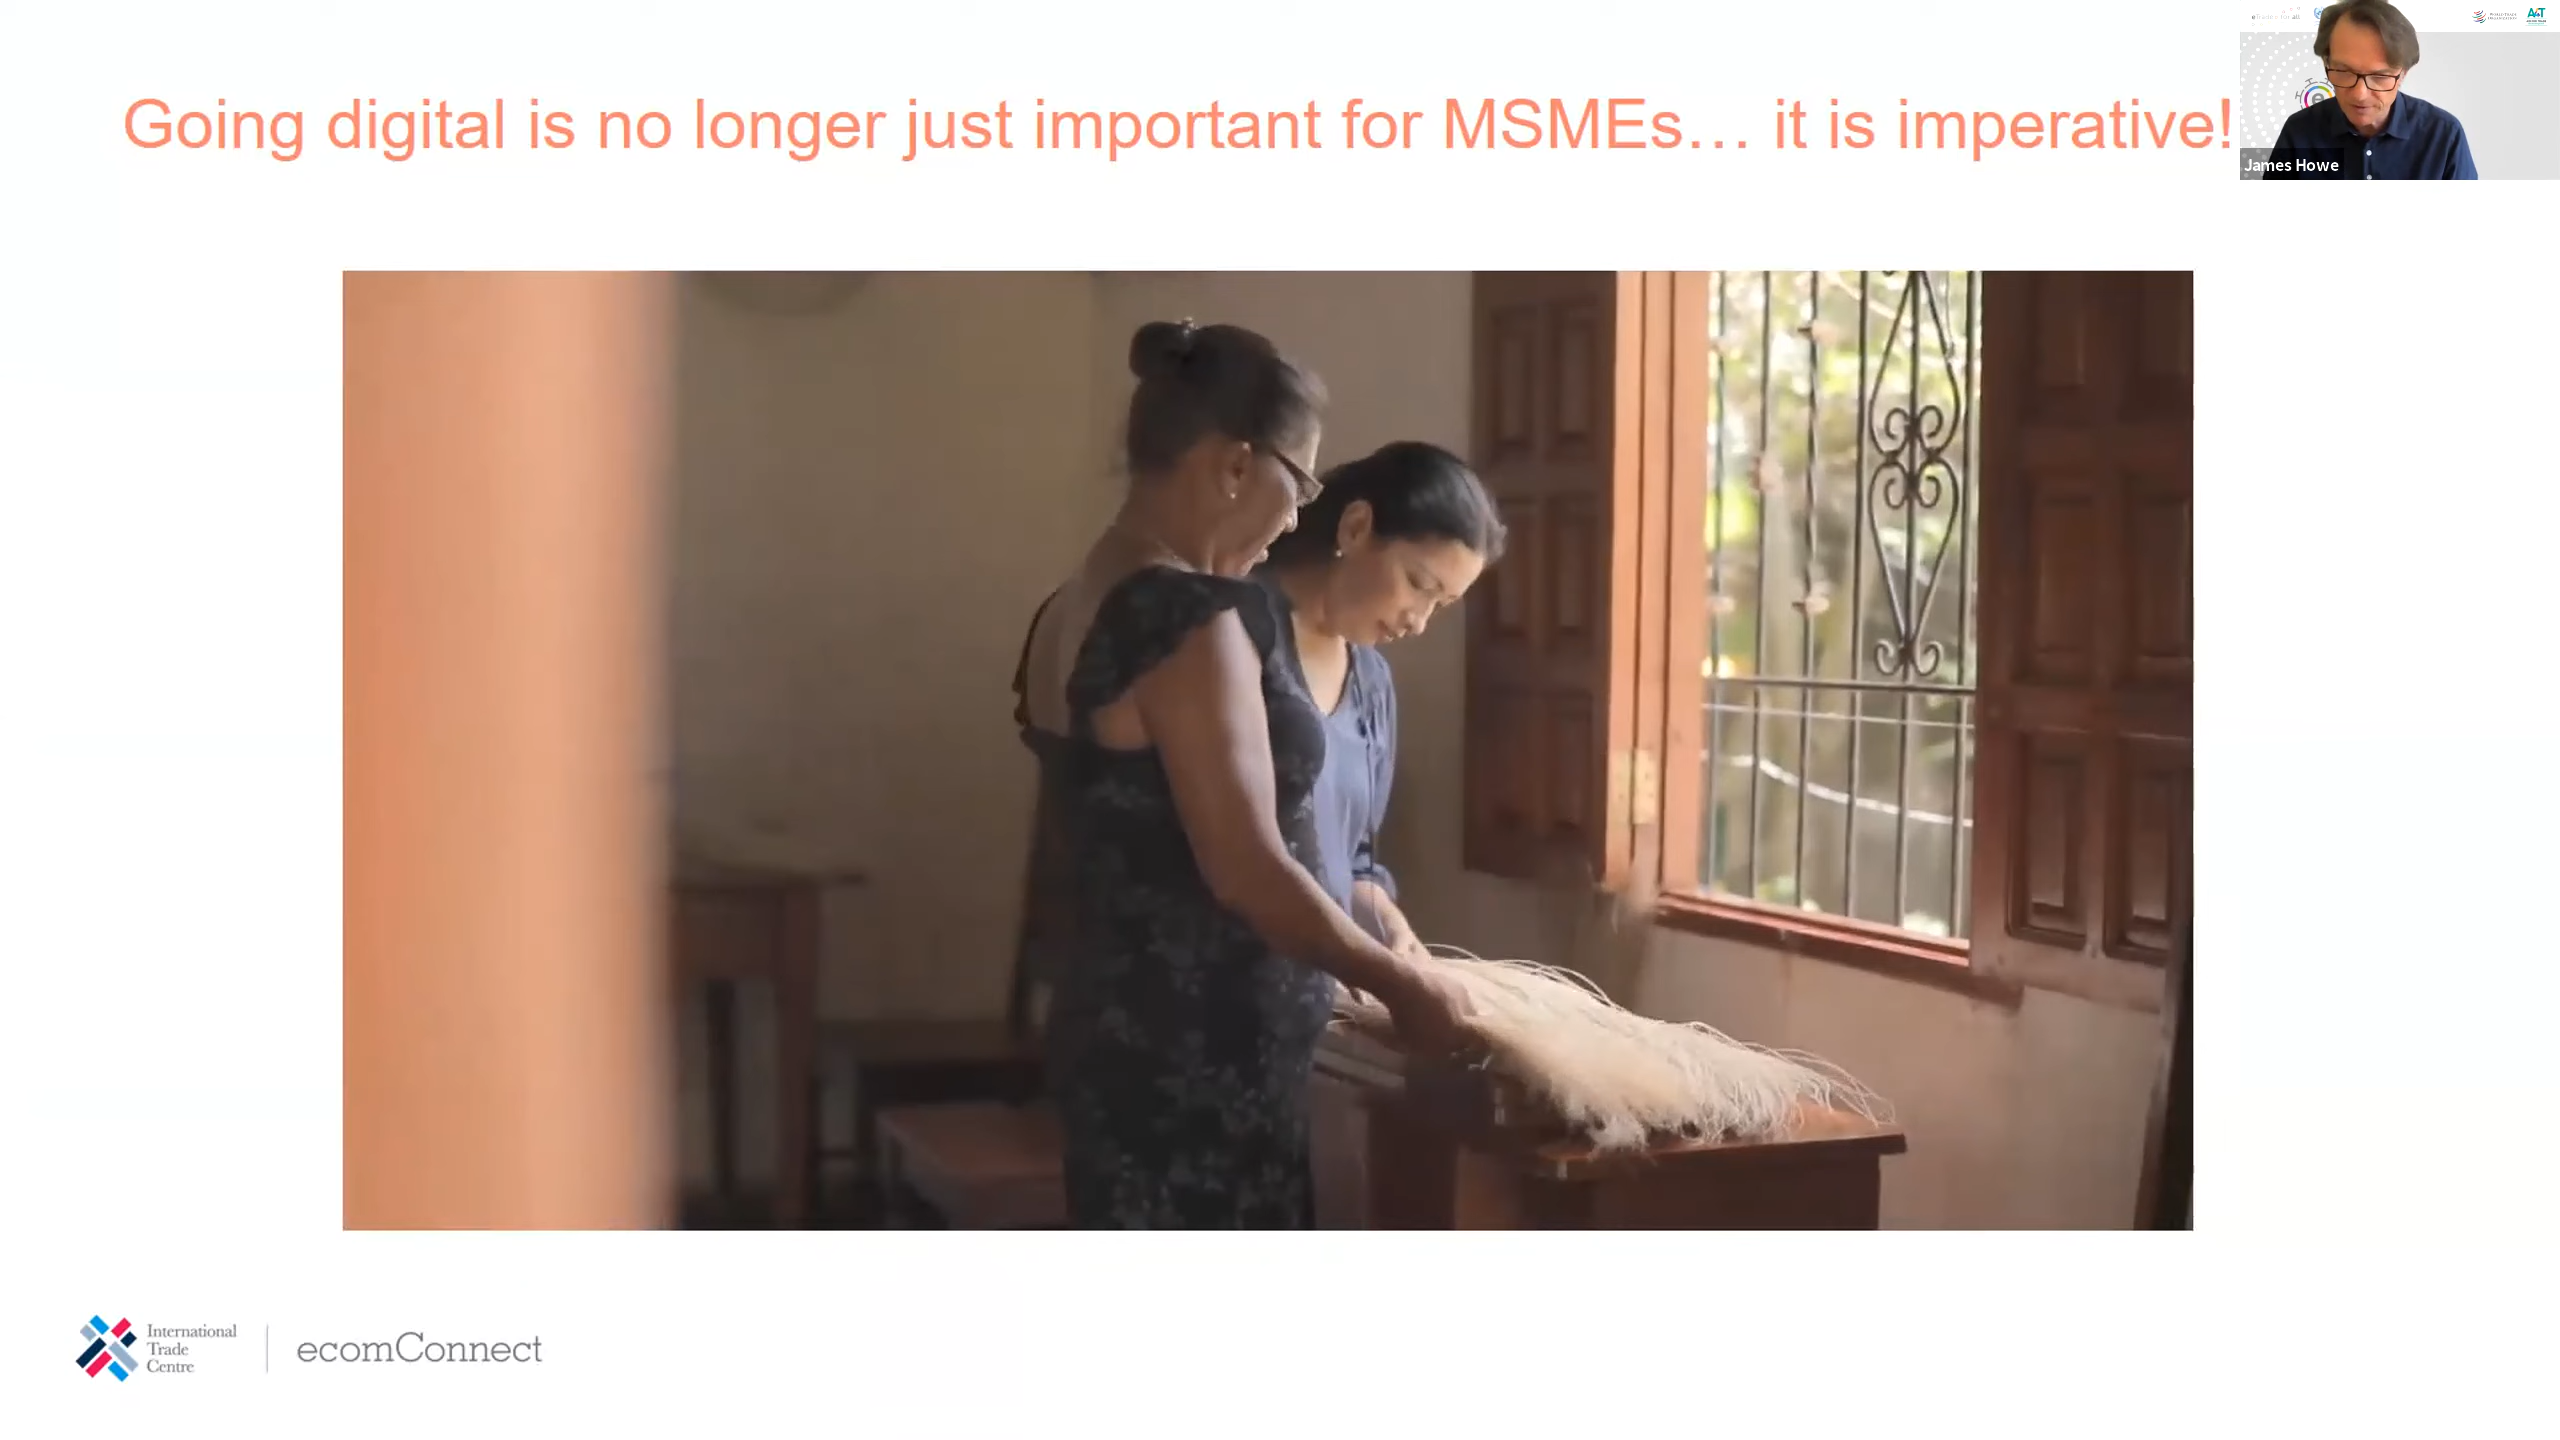 Going digital is no longer just important for MSMEs… it is imperative!
James Howe
International
Trade
Centre
ecomConnect